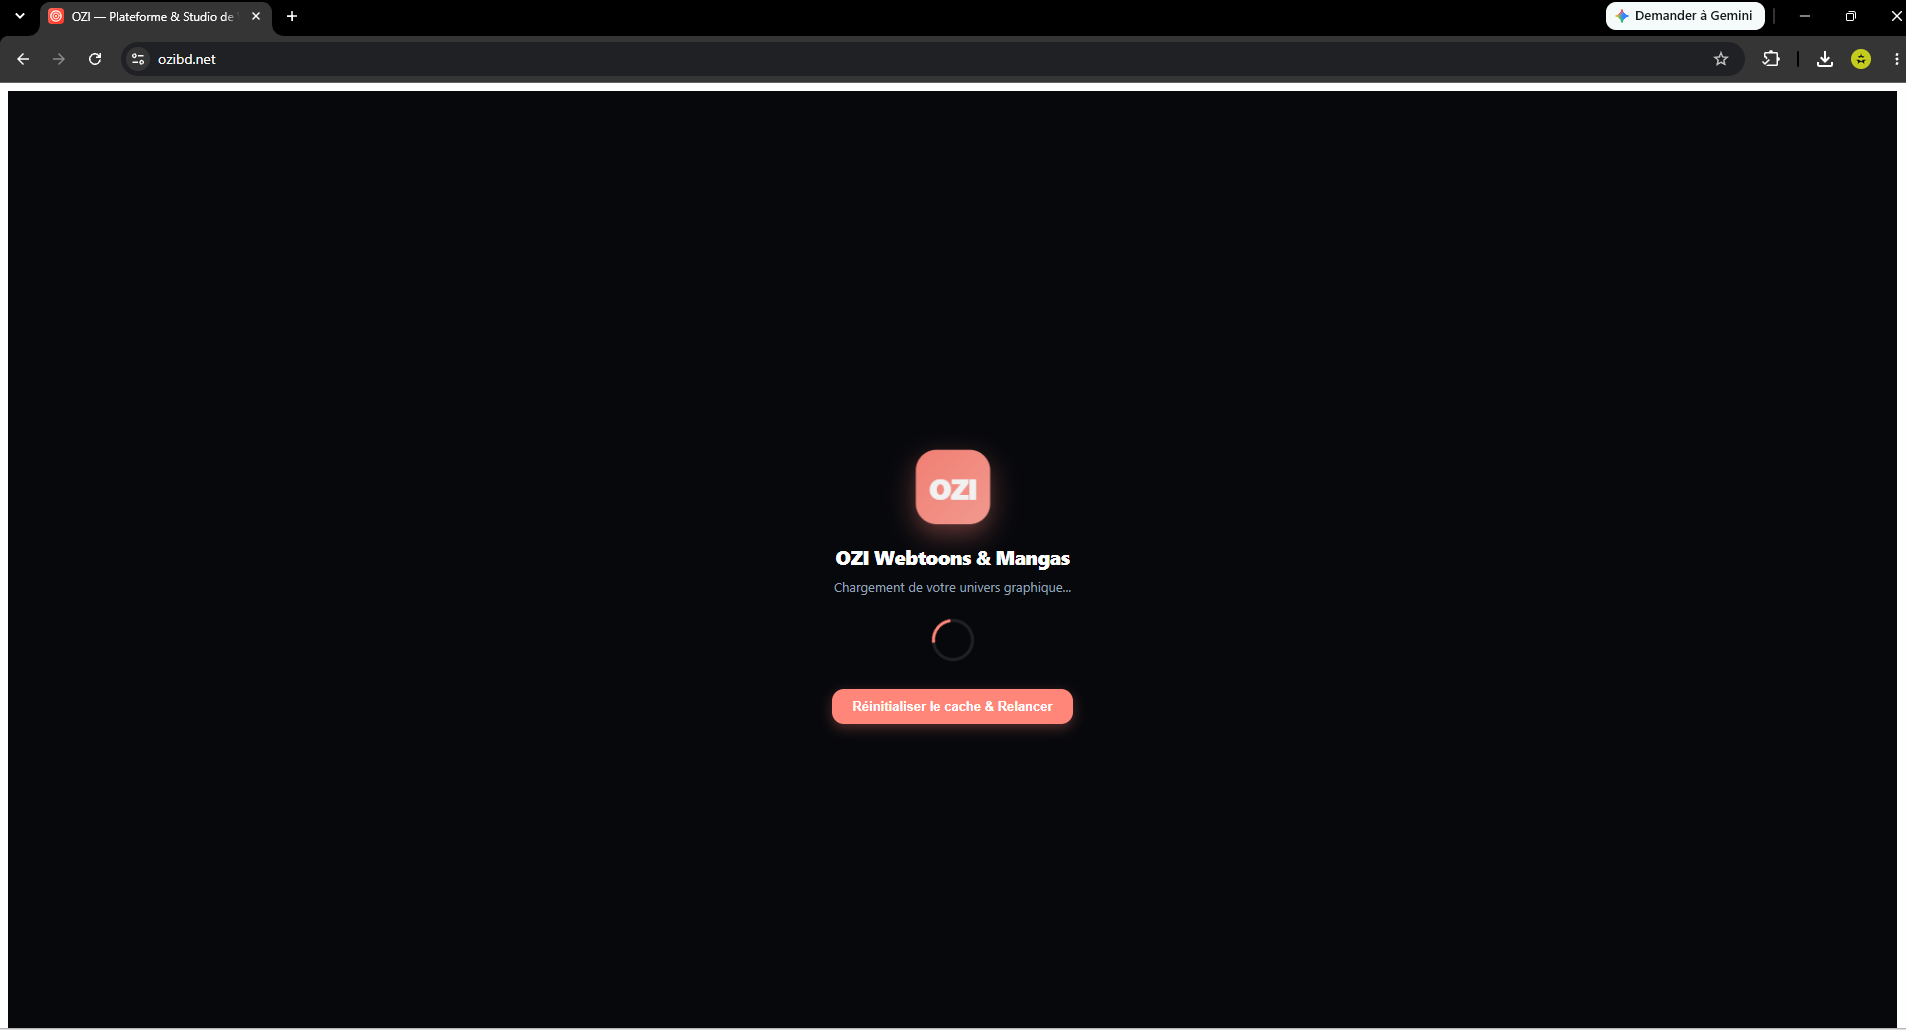 OZI — Plateforme & Studio de
Demander à Gemini
ozibd.net
OZI
OZI Webtoons & Mangas
Chargement de votre univers graphique...
Réinitialiser le cache & Relancer